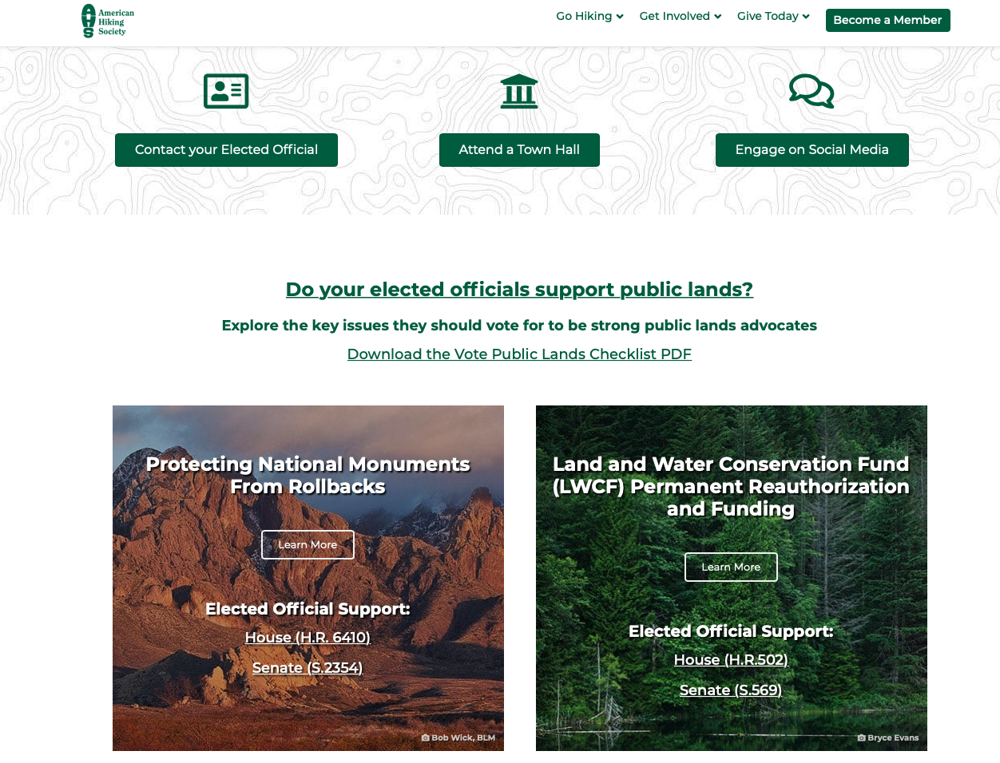 American
Hiking
Society
Go Hiking
Get Involved
Give Today
Become a Member
Contact your Elected Official
Attend a Town Hall
Engage on Social Media
Do your elected officials support public lands?
Explore the key issues they should vote for to be strong public lands advocates
Download the Vote Public Lands Checklist PDF
Protecting National Monuments
From Rollbacks
Learn More
Elected Official Support:
House (H.R. 6410)
Senate (S.2354)
Bob Wick, BLM
Land and Water Conservation Fund
(LWCF) Permanent Reauthorization
and Funding
Learn More
Elected Official Support:
House (H.R.502)
Senate (S.569)
Bryce Evans